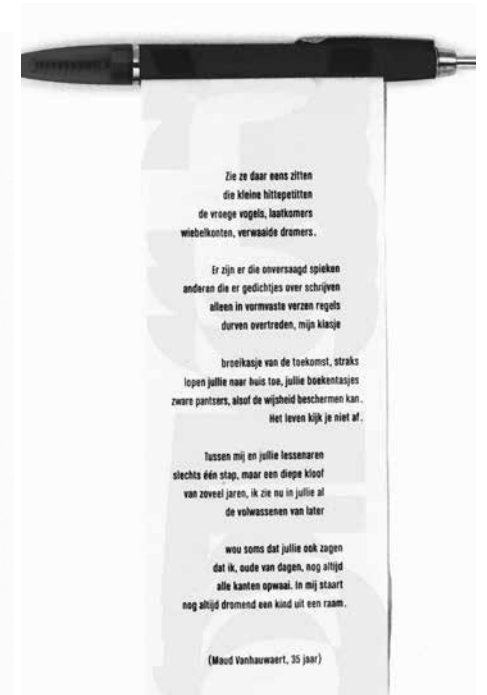 Zie ze daar eens zitten
die kleine hittepetitten
de vroege vogels, laatkomers
wiebelkonten, verwaaide dromers.
Er zijn er die onversaagd spieken
anderen die er gedichtjes over schrijven
alleen in vormvaste verzen regels
durven overtreden, mijn klasje
broeikasje van de toekomst, straks
lopen jullie naar huis toe, jullie boekentasjes
zware pantsers, alsof de wijsheid beschermen kan.
Het leven kijk je niet af.
Tussen mij en jullie lessenaren
slechts één stap, maar een diepe kloof
van zoveel jaren, ik zie nu in jullie al
de volwassenen van later
wou soms dat jullie ook zagen
dat ik, oude van dagen, nog altijd
alle kanten opwaai. In mij staart
nog altijd dromend een kind uit een raam.
(Maud Vanhauwaert, 35 jaar)